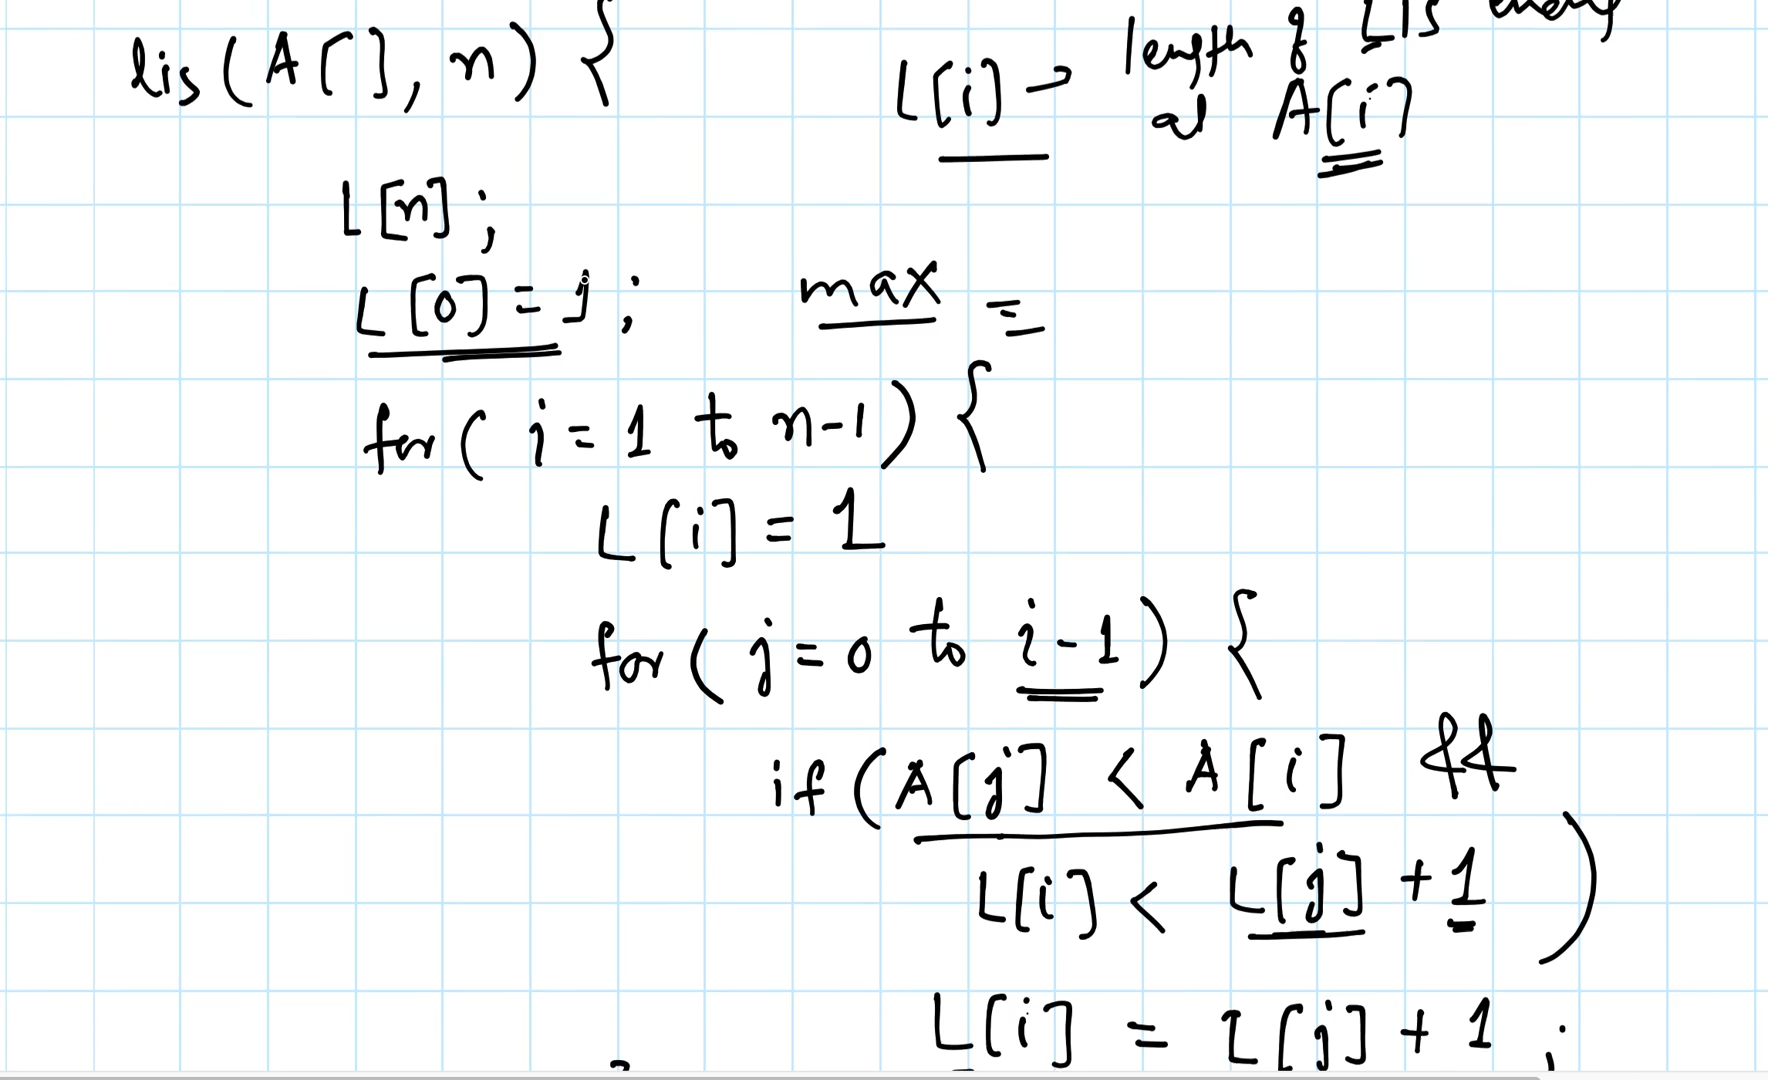 lis(A[], n) {
L[i] → length of LIS ending
at A[i]
L[n];
L[0] = 1; max =
for( i = 1 to n-1) {
L[i] = 1
for( j = 0 to i-1) {
if (A[j] < A[i] &&
L[i] < L[j] + 1)
L[i] = L[j] + 1;